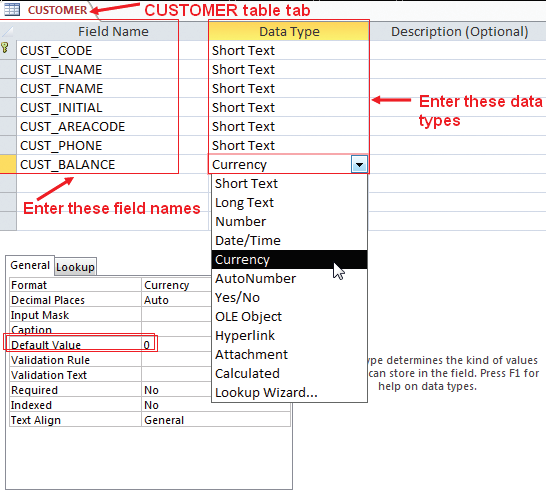 CUSTOMER
CUSTOMER table tab
Field Name Data Type Description (Optional)
CUST_CODE Short Text
CUST_LNAME Short Text
CUST_FNAME Short Text
CUST_INITIAL Short Text
CUST_AREACODE Short Text
CUST_PHONE Short Text
CUST_BALANCE Currency
Enter these data
types
Enter these field names
Short Text
Long Text
Number
Date/Time
Currency
AutoNumber
Yes/No
OLE Object
Hyperlink
Attachment
Calculated
Lookup Wizard...
General Lookup
Format Currency
Decimal Places Auto
Input Mask
Caption
Default Value 0
Validation Rule
Validation Text
Required No
Indexed No
Text Align General
ype determines the kind of values
can store in the field. Press F1 for
help on data types.